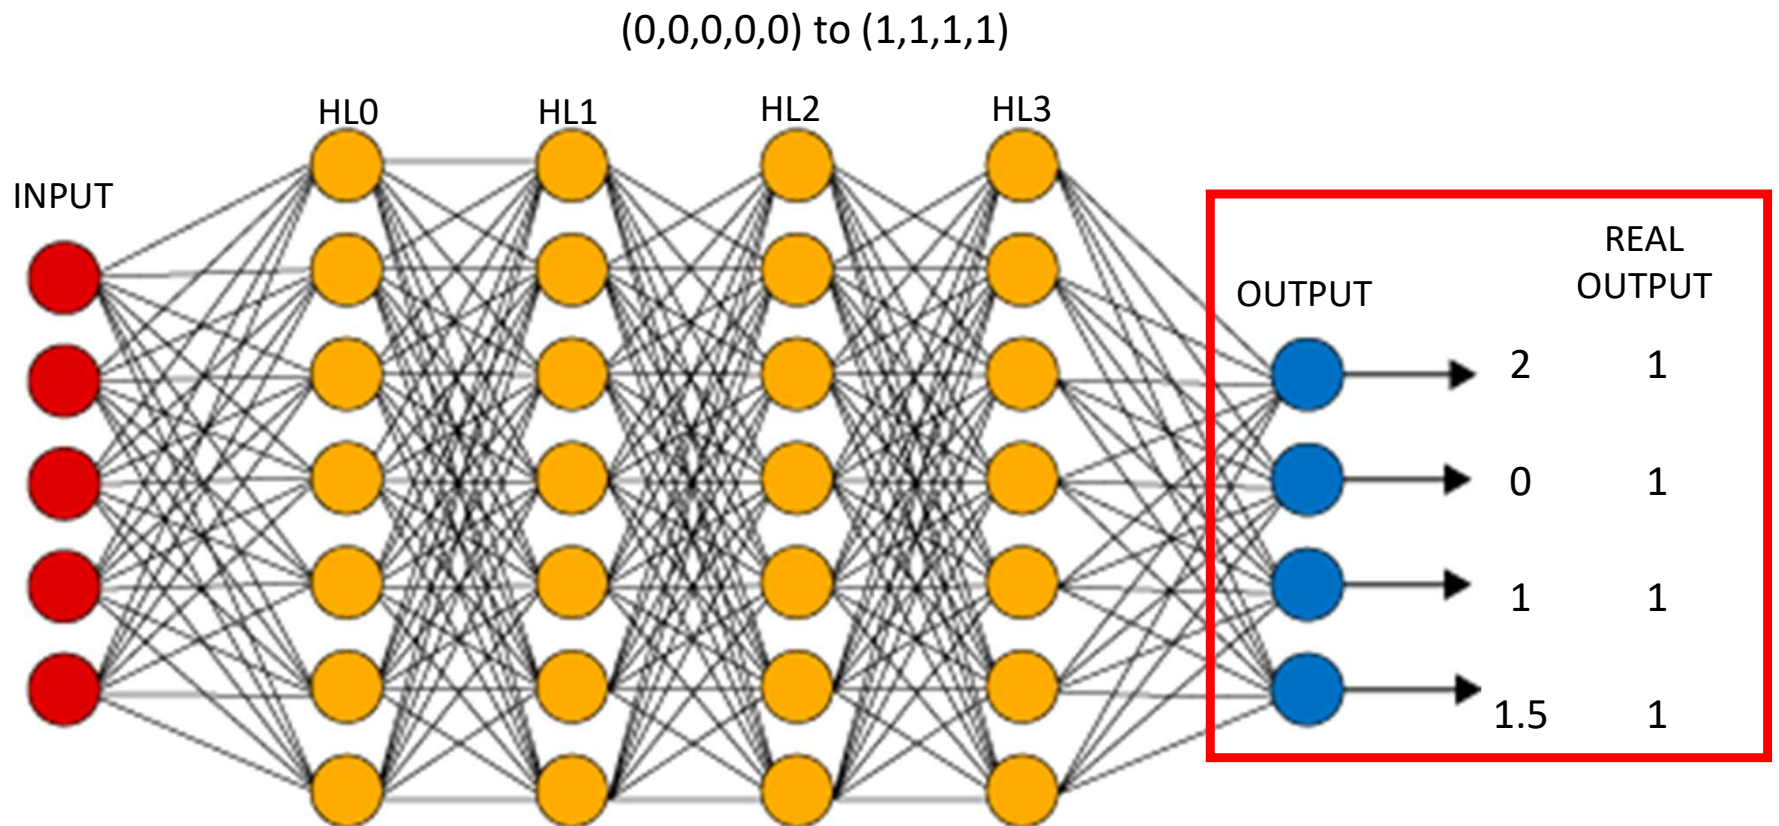 (0,0,0,0,0) to (1,1,1,1)
HL0 HL1 HL2 HL3
INPUT
REAL
OUTPUT
OUTPUT
2 1
0 1
1 1
1.5 1